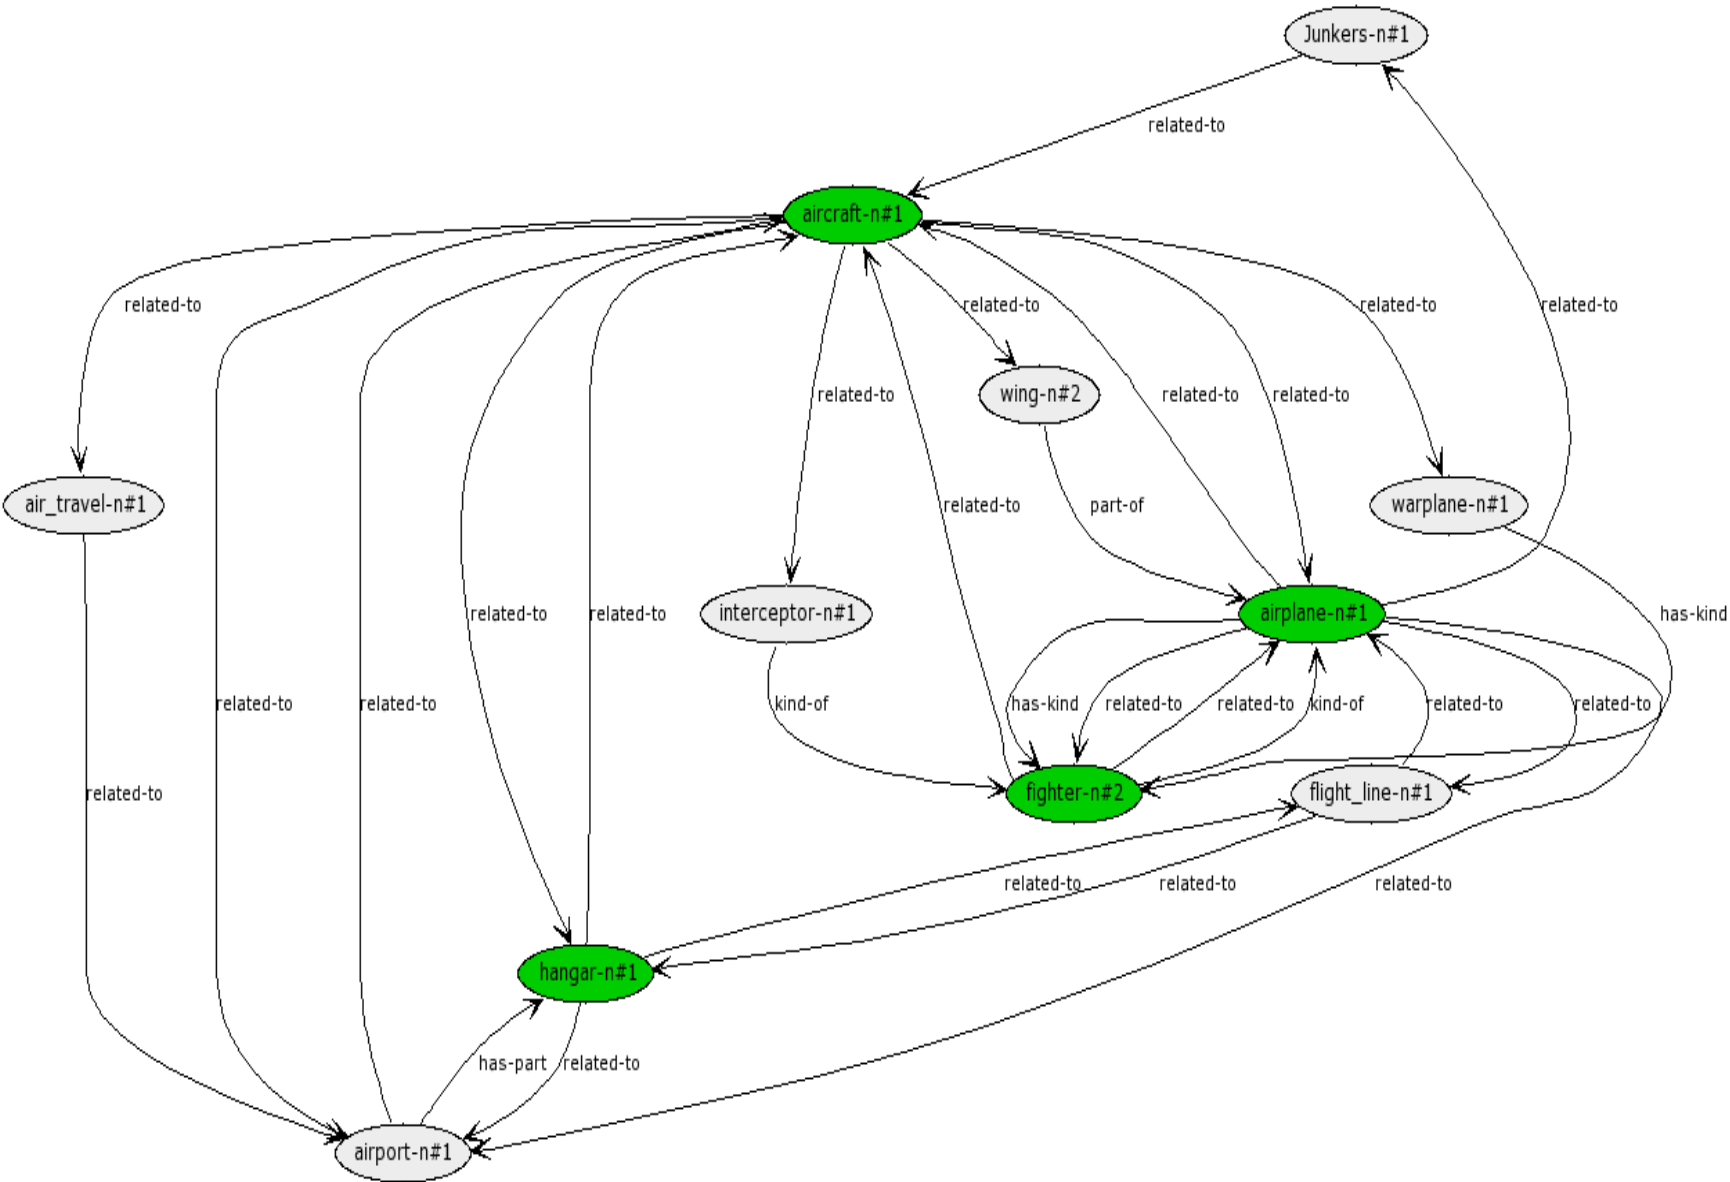 Junkers-n#1
related-to
aircraft-n#1
related-to
related-to
related-to
related-to
related-to
wing-n#2
related-to
related-to
air_travel-n#1
related-to
part-of
warplane-n#1
related-to
related-to
interceptor-n#1
airplane-n#1
has-kind
related-to
related-to
kind-of
has-kind
related-to
related-to
kind-of
related-to
related-to
related-to
fighter-n#2
flight_line-n#1
related-to
related-to
related-to
hangar-n#1
has-part
related-to
airport-n#1